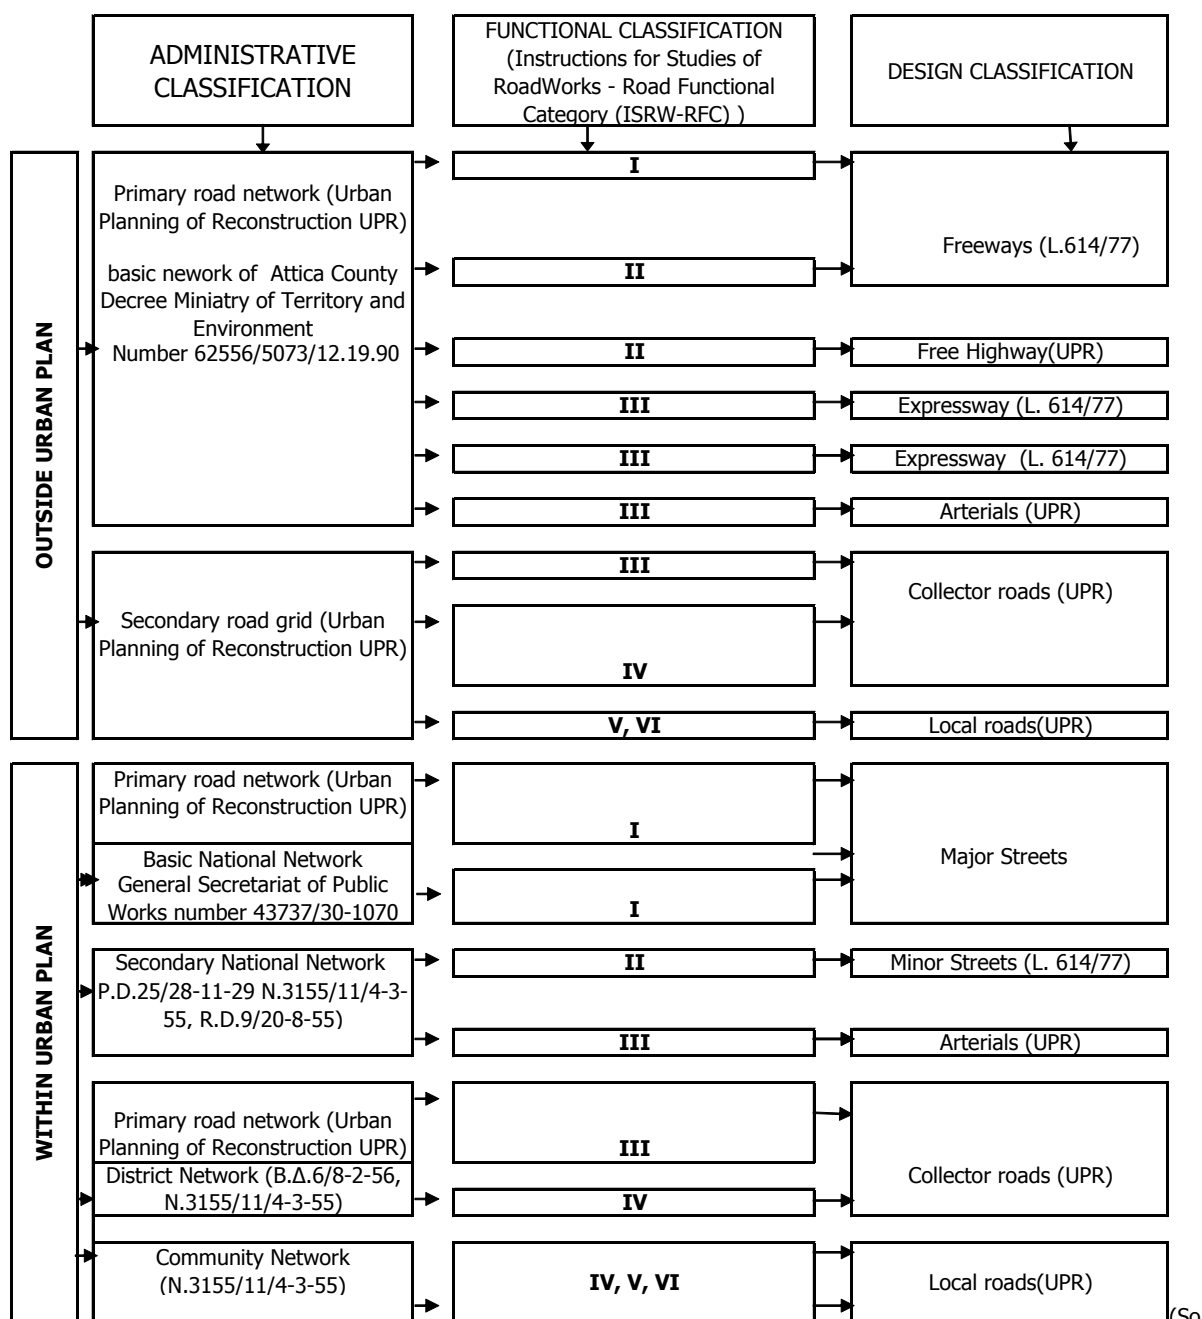 ADMINISTRATIVE
CLASSIFICATION
FUNCTIONAL CLASSIFICATION
(Instructions for Studies of
RoadWorks - Road Functional
Category (ISRW-RFC) )
DESIGN CLASSIFICATION
OUTSIDE URBAN PLAN
Primary road network (Urban
Planning of Reconstruction UPR)
basic nework of Attica County
Decree Miniatry of Territory and
Environment
Number 62556/5073/12.19.90
I
II
Freeways (L.614/77)
II
Free Highway(UPR)
III
Expressway (L. 614/77)
III
Expressway (L. 614/77)
III
Arterials (UPR)
Secondary road grid (Urban
Planning of Reconstruction UPR)
III
IV
Collector roads (UPR)
V, VI
Local roads(UPR)
WITHIN URBAN PLAN
Primary road network (Urban
Planning of Reconstruction UPR)
I
Basic National Network
General Secretariat of Public
Works number 43737/30-1070
I
Major Streets
Secondary National Network
P.D.25/28-11-29 N.3155/11/4-3-
55, R.D.9/20-8-55)
II
Minor Streets (L. 614/77)
III
Arterials (UPR)
Primary road network (Urban
Planning of Reconstruction UPR)
III
District Network (Β.Δ.6/8-2-56,
N.3155/11/4-3-55)
IV
Collector roads (UPR)
Community Network
(N.3155/11/4-3-55)
IV, V, VI
Local roads(UPR)
(So